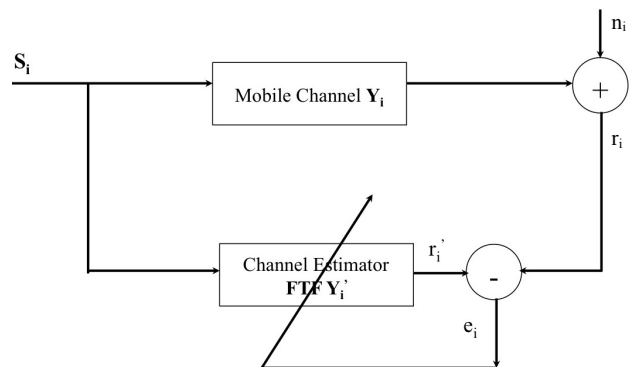 nᵢ
Sᵢ
Mobile Channel Yᵢ
+
rᵢ
Channel Estimator
FTF Yᵢ’
rᵢ’
-
eᵢ